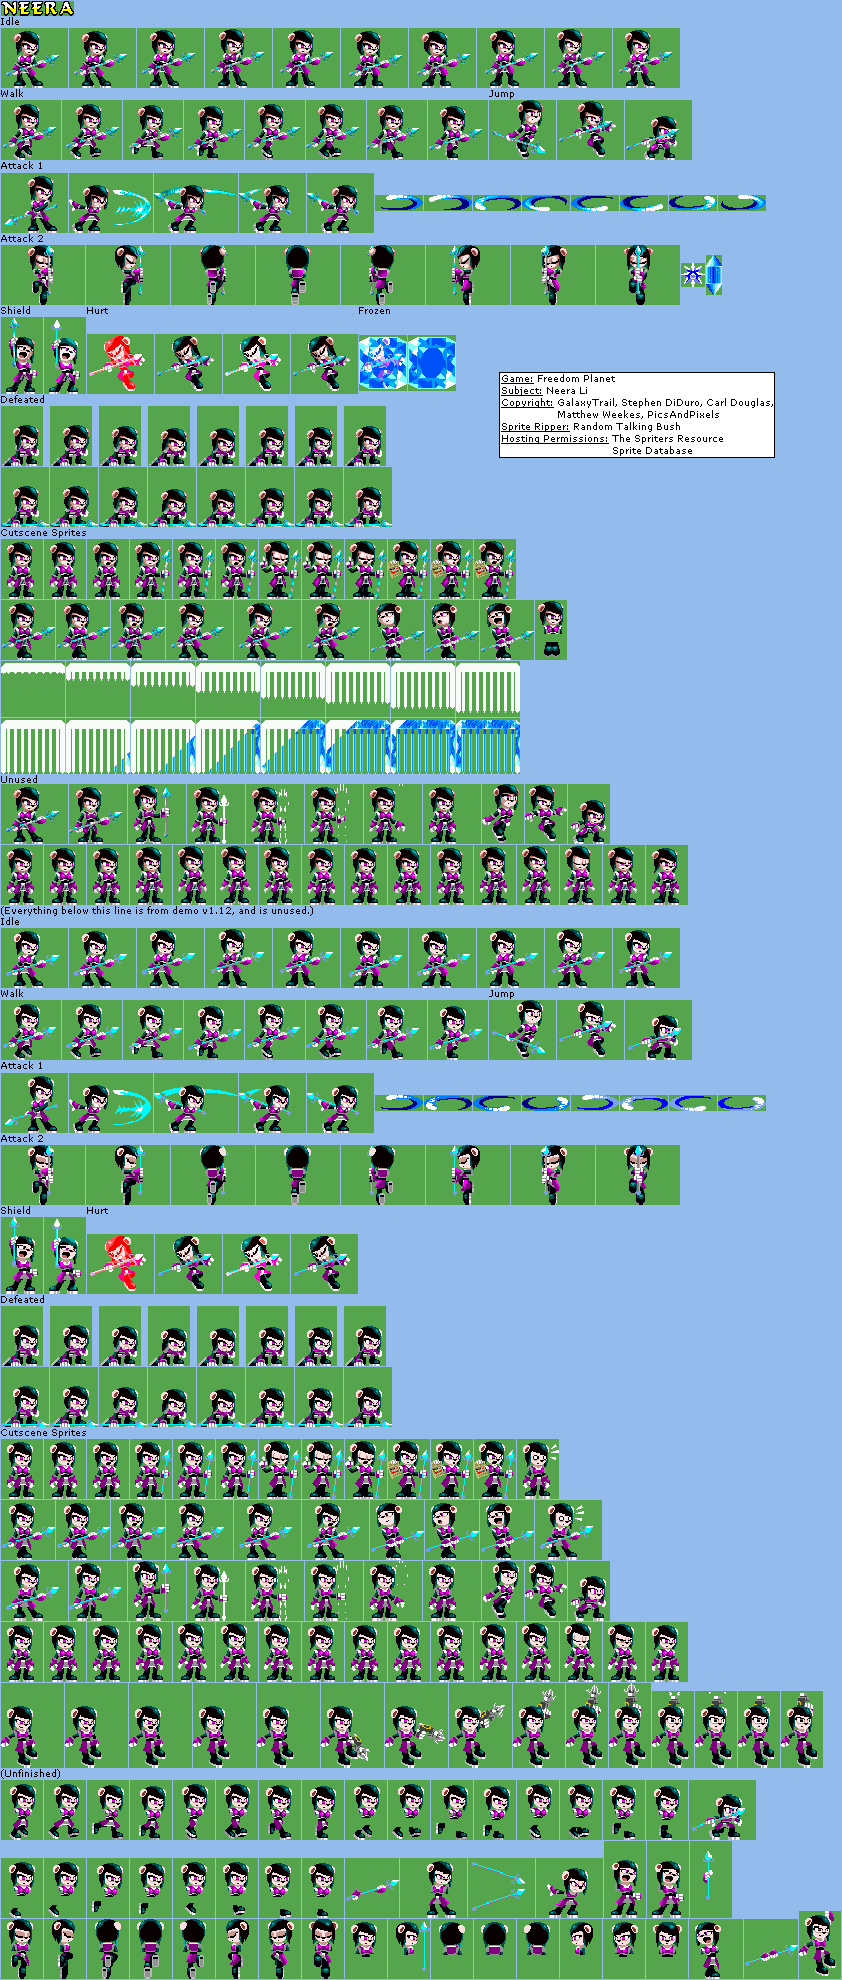 NEERA
Idle
Walk
Jump
Attack 1
Attack 2
Shield
Hurt
Frozen
Game: Freedom Planet
Subject: Neera Li
Copyright: GalaxyTrail, Stephen DiDuro, Carl Douglas,
Matthew Weekes, PicsAndPixels
Sprite Ripper: Random Talking Bush
Hosting Permissions: The Spriters Resource
Sprite Database
Defeated
Cutscene Sprites
Unused
(Everything below this line is from demo v1.12, and is unused.)
Idle
Walk
Jump
Attack 1
Attack 2
Shield
Hurt
Defeated
Cutscene Sprites
(Unfinished)